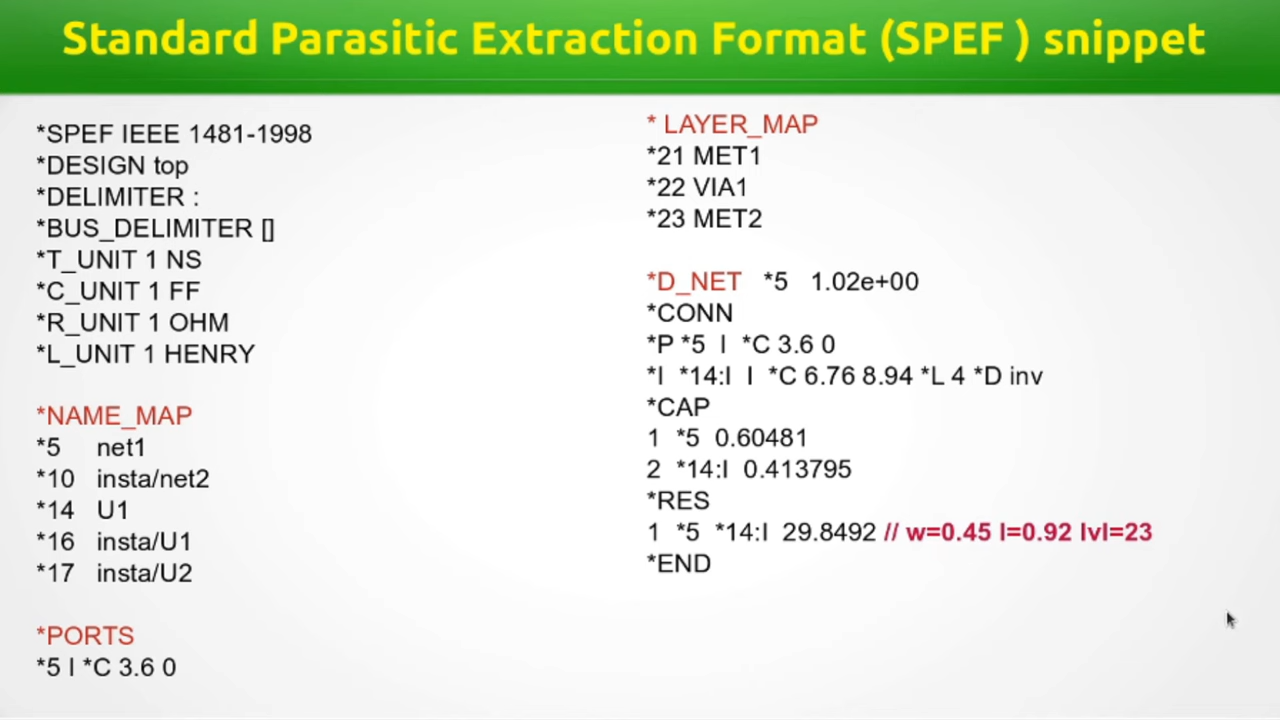 Standard Parasitic Extraction Format (SPEF ) snippet
*SPEF IEEE 1481-1998
*DESIGN top
*DELIMITER :
*BUS_DELIMITER []
*T_UNIT 1 NS
*C_UNIT 1 FF
*R_UNIT 1 OHM
*L_UNIT 1 HENRY
*NAME_MAP
*5 net1
*10 insta/net2
*14 U1
*16 insta/U1
*17 insta/U2
*PORTS
*5 I *C 3.6 0
* LAYER_MAP
*21 MET1
*22 VIA1
*23 MET2
*D_NET *5 1.02e+00
*CONN
*P *5 I *C 3.6 0
*I *14:I I *C 6.76 8.94 *L 4 *D inv
*CAP
1 *5 0.60481
2 *14:I 0.413795
*RES
1 *5 *14:I 29.8492 // w=0.45 l=0.92 lvl=23
*END